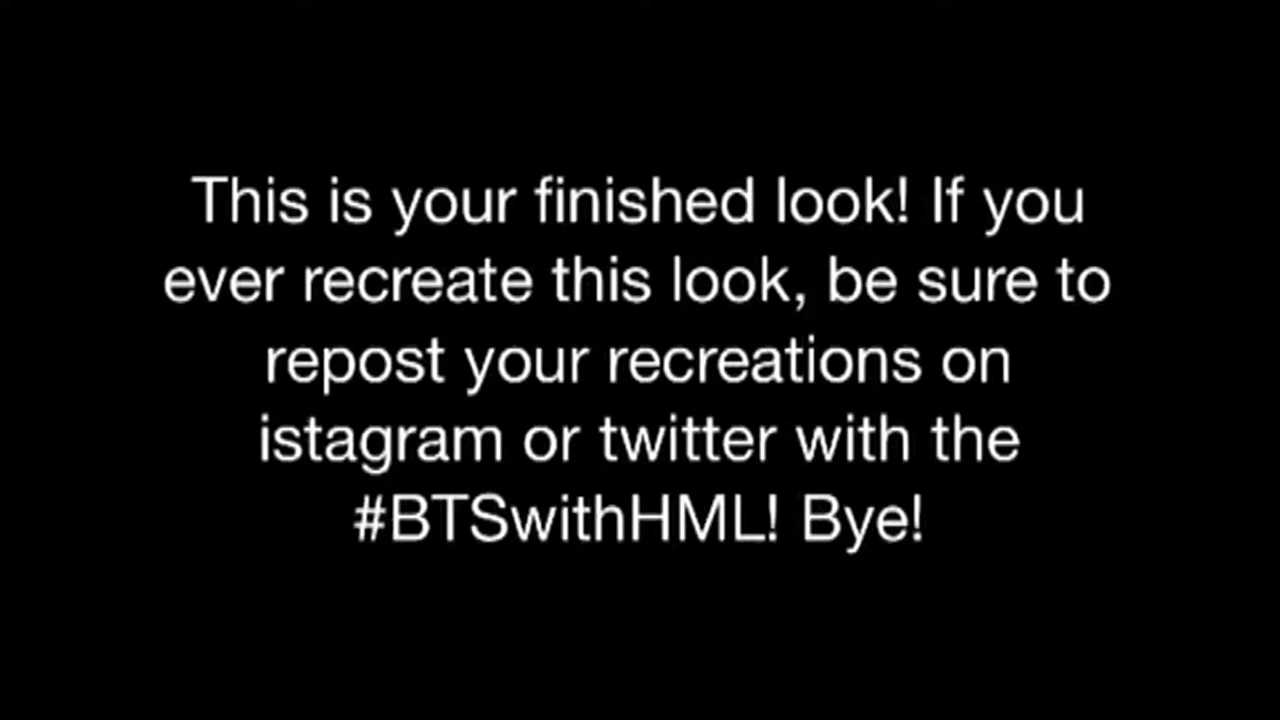 This is your finished look! If you
ever recreate this look, be sure to
repost your recreations on
istagram or twitter with the
#BTSwithHML! Bye!